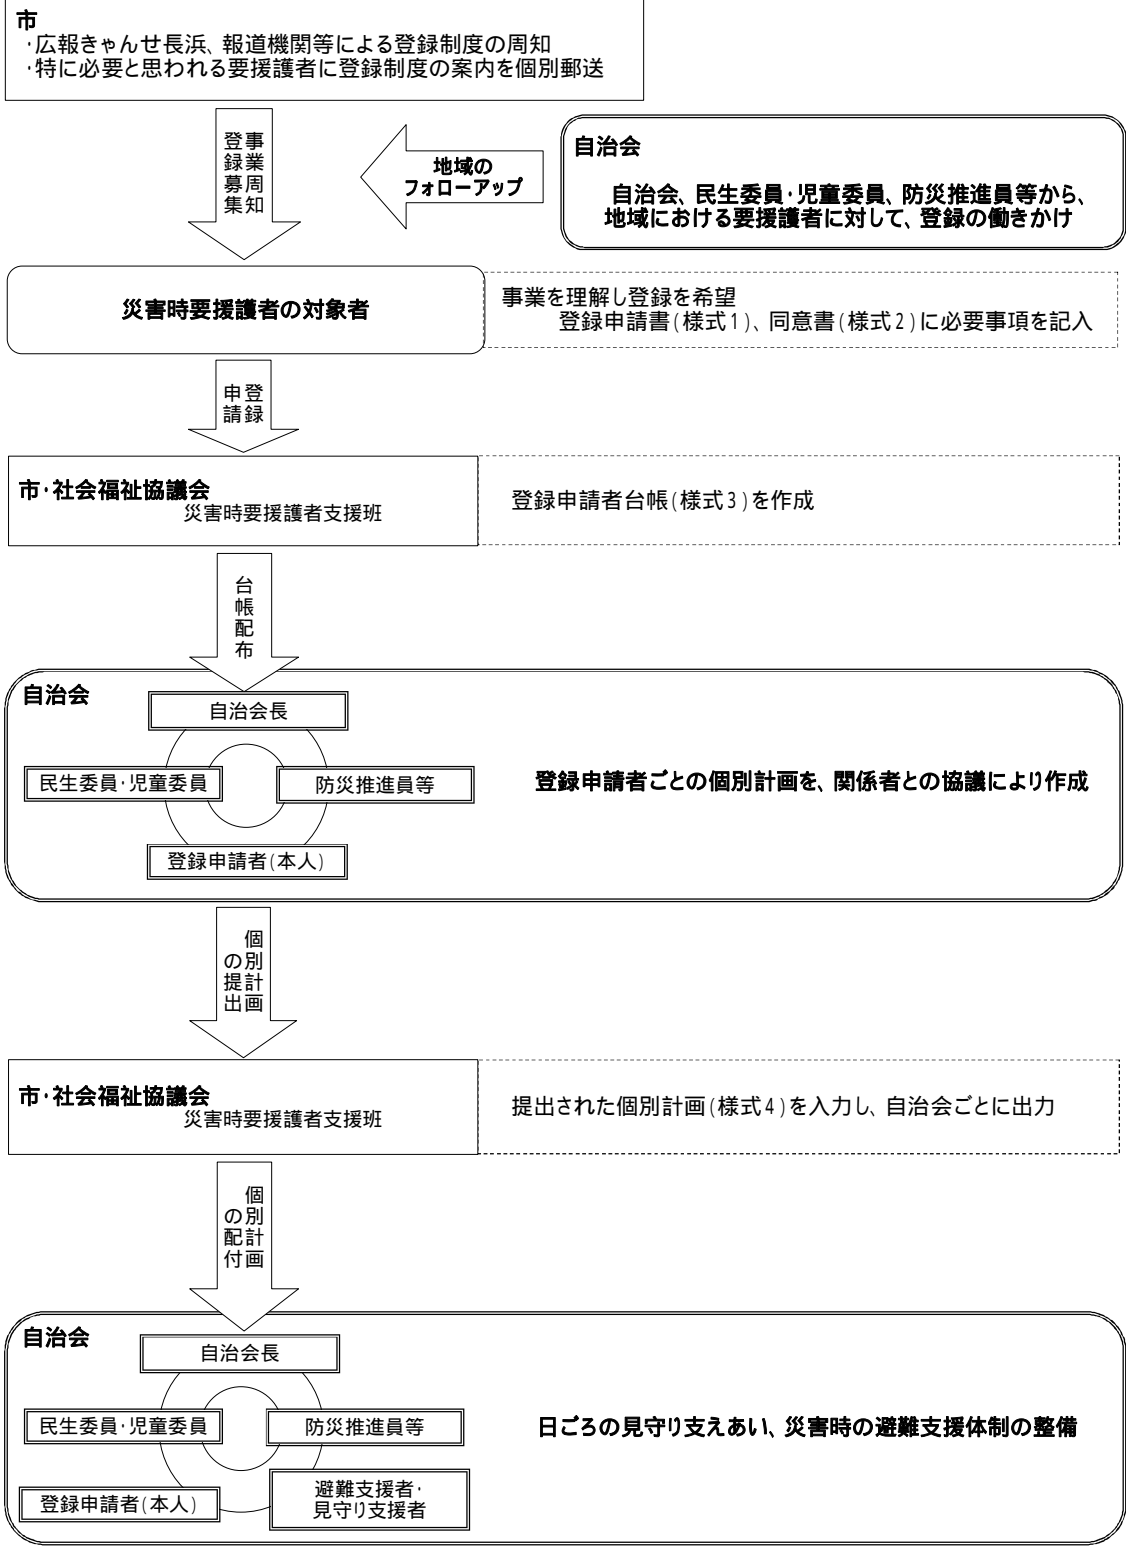 市
・広報きゃんせ長浜、報道機関等による登録制度の周知
・特に必要と思われる要援護者に登録制度の案内を個別郵送
事業周知
登録募集
地域の
フォローアップ
自治会
自治会、民生委員・児童委員、防災推進員等から、
地域における要援護者に対して、登録の働きかけ
災害時要援護者の対象者
事業を理解し登録を希望
登録申請書(様式1)、同意書(様式2)に必要事項を記入
登録
申請
市・社会福祉協議会
災害時要援護者支援班
登録申請者台帳(様式3)を作成
台帳配布
自治会
自治会長
民生委員・児童委員
防災推進員等
登録申請者(本人)
登録申請者ごとの個別計画を、関係者との協議により作成
個別計画
の提出
市・社会福祉協議会
災害時要援護者支援班
提出された個別計画(様式4)を入力し、自治会ごとに出力
個別計画
の配付
自治会
自治会長
民生委員・児童委員
防災推進員等
登録申請者(本人)
避難支援者・
見守り支援者
日ごろの見守り支えあい、災害時の避難支援体制の整備